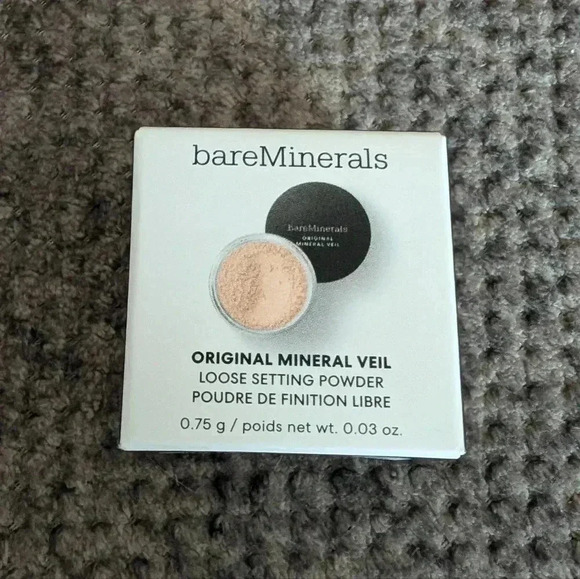 bareMinerals
BareMinerals
ORIGINAL
MINERAL VEIL
ORIGINAL MINERAL VEIL
LOOSE SETTING POWDER
POUDRE DE FINITION LIBRE
0.75 g / poids net wt. 0.03 oz.